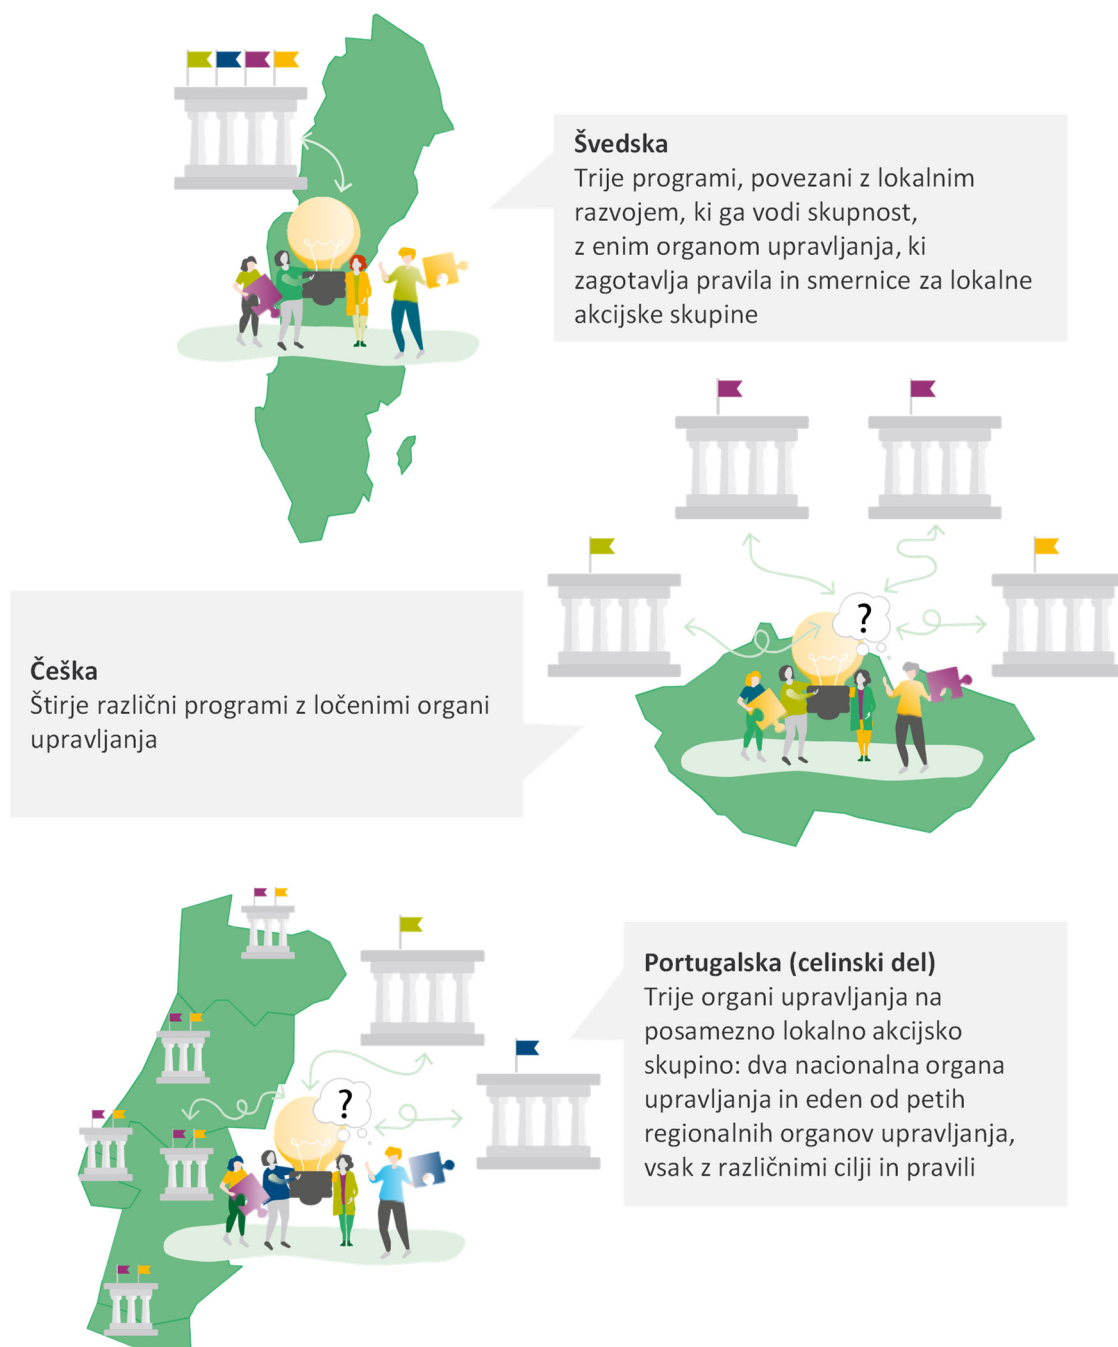 Švedska
Trije programi, povezani z lokalnim
razvojem, ki ga vodi skupnost,
z enim organom upravljanja, ki
zagotavlja pravila in smernice za lokalne
akcijske skupine
?
Češka
Štirje različni programi z ločenimi organi
upravljanja
Portugalska (celinski del)
Trije organi upravljanja na
posamezno lokalno akcijsko
skupino: dva nacionalna organa
upravljanja in eden od petih
regionalnih organov upravljanja,
vsak z različnimi cilji in pravili
?